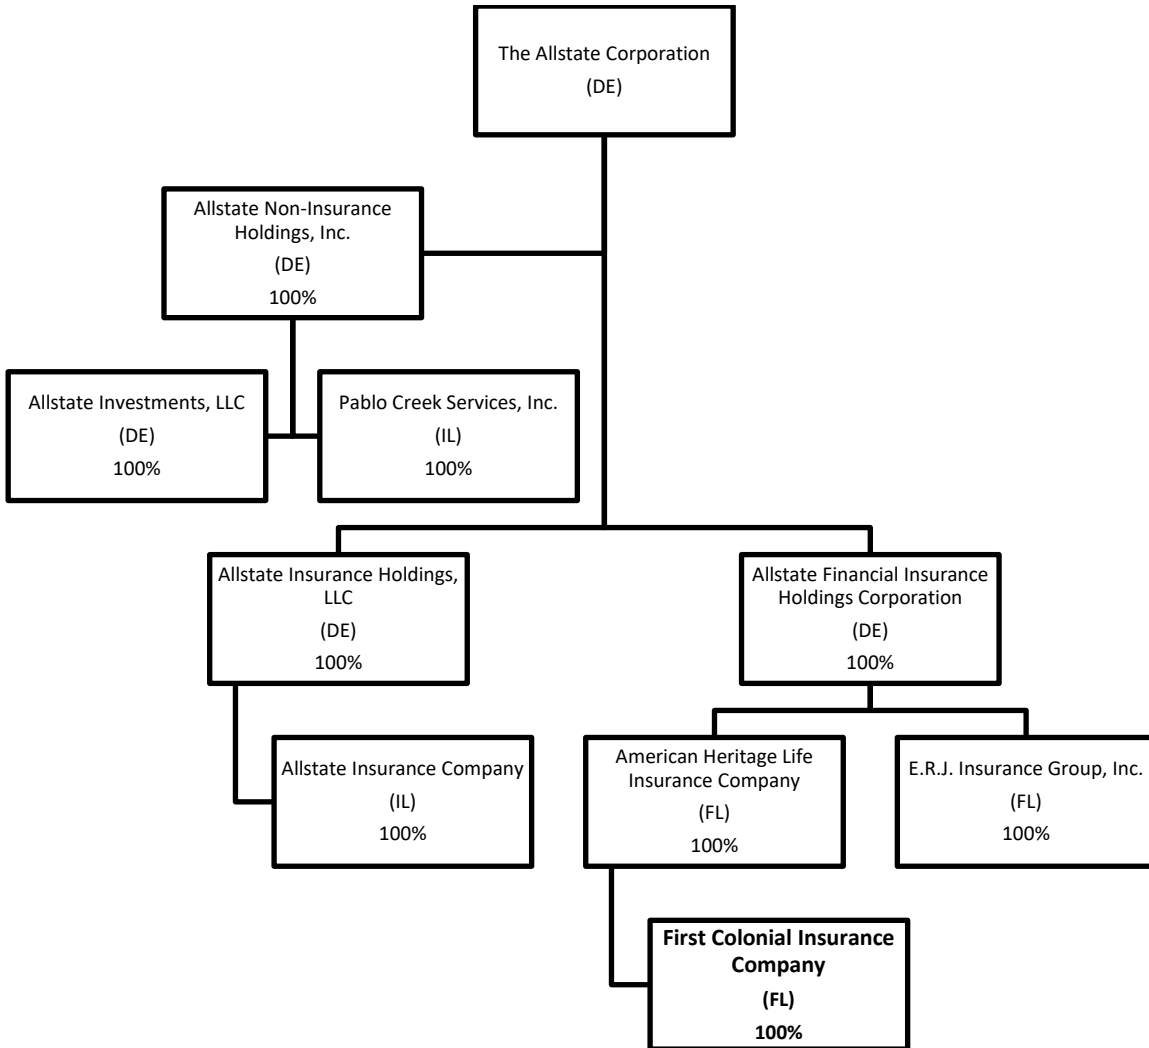 The Allstate Corporation
(DE)
Allstate Non-Insurance
Holdings, Inc.
(DE)
100%
Allstate Investments, LLC
(DE)
100%
Pablo Creek Services, Inc.
(IL)
100%
Allstate Insurance Holdings,
LLC
(DE)
100%
Allstate Financial Insurance
Holdings Corporation
(DE)
100%
Allstate Insurance Company
(IL)
100%
American Heritage Life
Insurance Company
(FL)
100%
E.R.J. Insurance Group, Inc.
(FL)
100%
First Colonial Insurance
Company
(FL)
100%